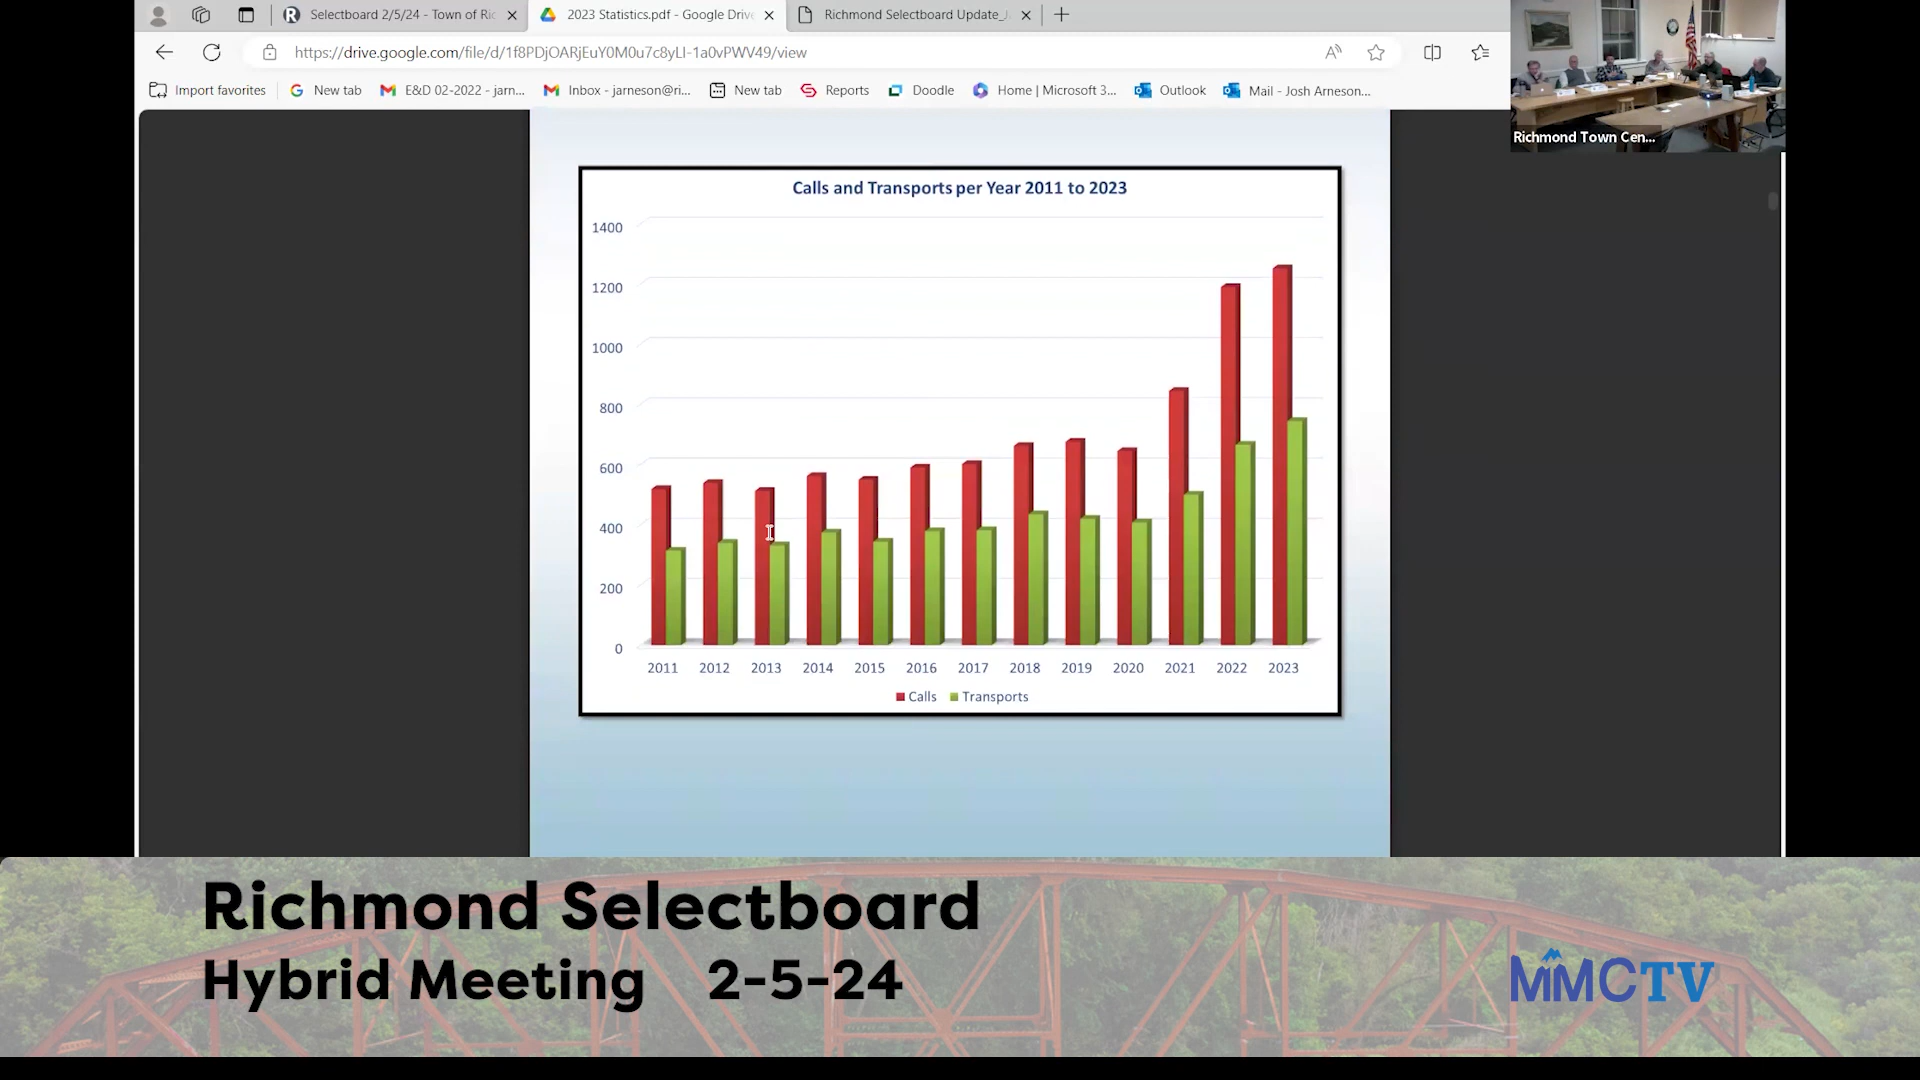 Selectboard 2/5/24 - Town of Ric
2023 Statistics.pdf - Google Drive
Richmond Selectboard Update_J
https://drive.google.com/file/d/1f8PDjOARjEuY0M0u7c8yLI-1a0vPWV49/view
Import favorites
New tab
E&D 02-2022 - jarn...
Inbox - jarneson@ri...
New tab
Reports
Doodle
Home | Microsoft 3...
Outlook
Mail - Josh Arneson...
Richmond Town Cen...
Calls and Transports per Year 2011 to 2023
1400
1200
1000
800
600
400
200
0
2011 2012 2013 2014 2015 2016 2017 2018 2019 2020 2021 2022 2023
Calls Transports
Richmond Selectboard
Hybrid Meeting 2-5-24
MMCTV